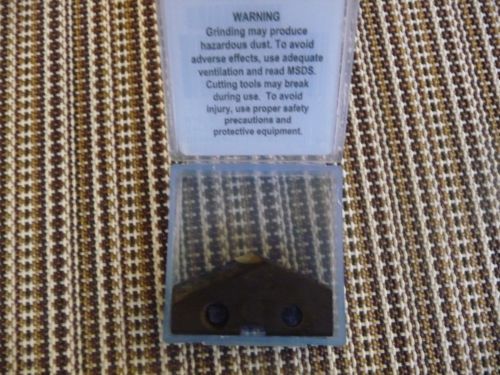 WARNING
Grinding may produce
hazardous dust. To avoid
adverse effects, use adequate
ventilation and read MSDS.
Cutting tools may break
during use. To avoid
injury, use proper safety
precautions and
protective equipment.